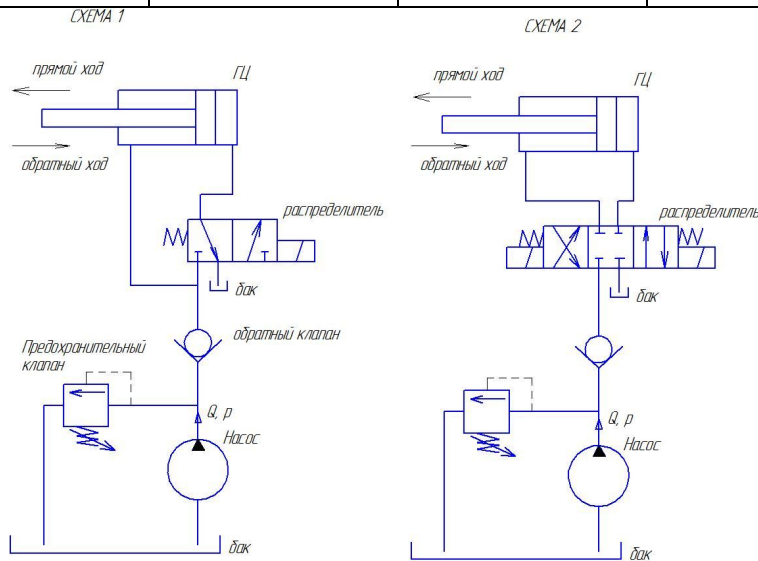 СХЕМА 1
прямой ход
ГЦ
обратный ход
распределитель
бак
обратный клапан
Предохранительный
клапан
Q, p
Насос
бак
СХЕМА 2
прямой ход
ГЦ
обратный ход
распределитель
бак
Q, p
Насос
бак